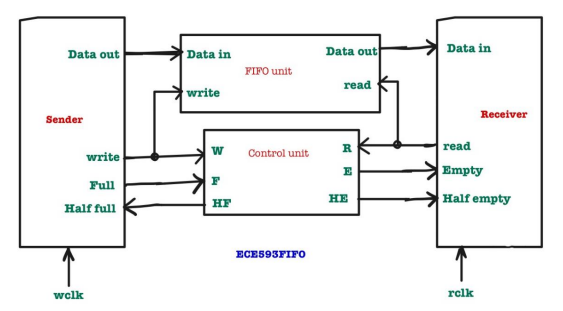 Data out
Data in
FIFO unit
Data out
Data in
write
read
Sender
Receiver
write
W
Control unit
R
read
Full
F
E
Empty
Half full
HF
HE
Half empty
ECE593FIFO
wclk
rclk